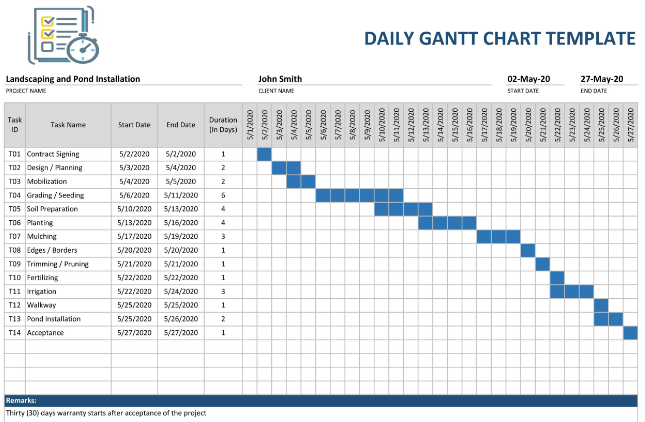 DAILY GANTT CHART TEMPLATE
Landscaping and Pond Installation John Smith 02-May-20 27-May-20
PROJECT NAME CLIENT NAME START DATE END DATE
Task ID Task Name Start Date End Date Duration (in Days) 5/1/2020 5/2/2020 5/3/2020 5/4/2020 5/5/2020 5/6/2020 5/7/2020 5/8/2020 5/9/2020 5/10/2020 5/11/2020 5/12/2020 5/13/2020 5/14/2020 5/15/2020 5/16/2020 5/17/2020 5/18/2020 5/19/2020 5/20/2020 5/21/2020 5/22/2020 5/23/2020 5/24/2020 5/25/2020 5/26/2020 5/27/2020
T01 Contract Signing 5/2/2020 5/2/2020 1
T02 Design / Planning 5/3/2020 5/4/2020 2
T03 Mobilization 5/4/2020 5/5/2020 2
T04 Grading / Seeding 5/6/2020 5/11/2020 6
T05 Soil Preparation 5/10/2020 5/13/2020 4
T06 Planting 5/13/2020 5/16/2020 4
T07 Mulching 5/17/2020 5/19/2020 3
T08 Edges / Borders 5/20/2020 5/20/2020 1
T09 Trimming / Pruning 5/21/2020 5/21/2020 1
T10 Fertilizing 5/22/2020 5/22/2020 1
T11 Irrigation 5/22/2020 5/24/2020 3
T12 Walkway 5/25/2020 5/25/2020 1
T13 Pond Installation 5/25/2020 5/26/2020 2
T14 Acceptance 5/27/2020 5/27/2020 1
Remarks:
Thirty (30) days warranty starts after acceptance of the project